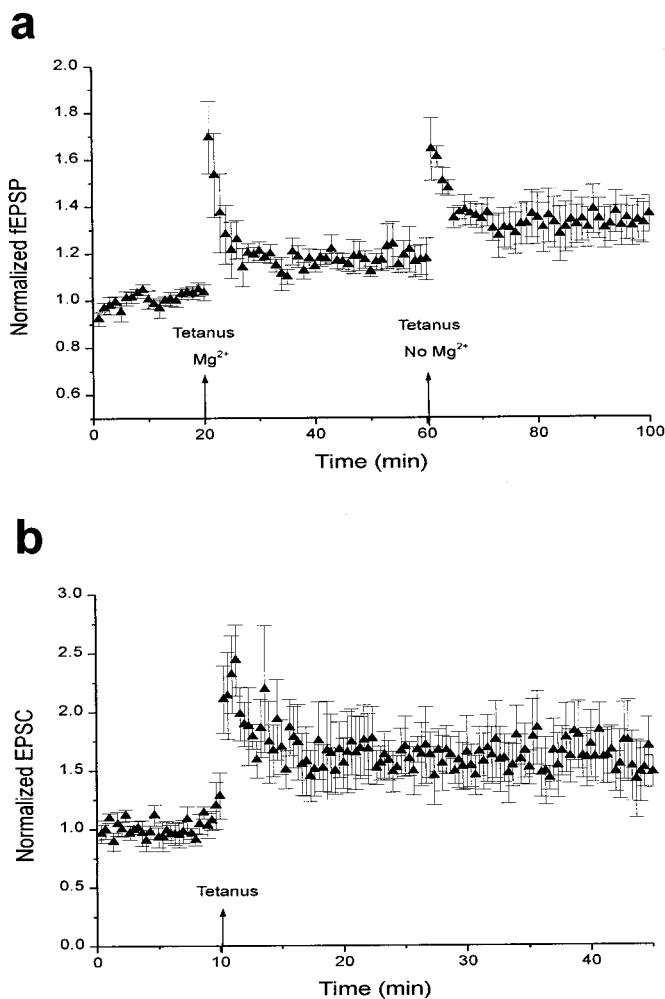 a
2.0
1.8
1.6
1.4
1.2
1.0
0.8
0.6
Normalized fEPSP
Tetanus
Mg²⁺
Tetanus
No Mg²⁺
0 20 40 60 80 100
Time (min)
b
3.0
2.5
2.0
1.5
1.0
0.5
0.0
Normalized EPSC
Tetanus
0 10 20 30 40
Time (min)